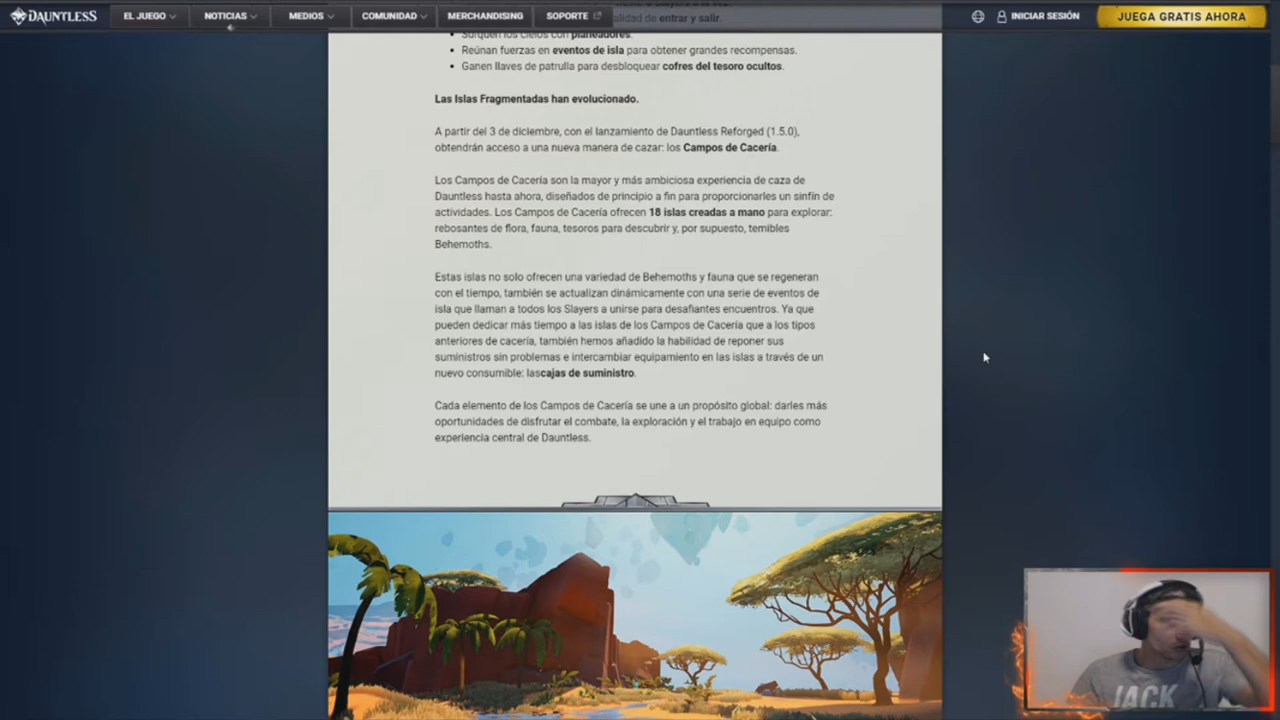 DAUNTLESS EL JUEGO NOTICIAS MEDIOS COMUNIDAD MERCHANDISING SOPORTE INICIAR SESIÓN JUEGA GRATIS AHORA
alidad de entrar y salir.
Surquen los cielos con planeadores.
Reúnan fuerzas en eventos de isla para obtener grandes recompensas.
Ganen llaves de patrulla para desbloquear cofres del tesoro ocultos.
Las Islas Fragmentadas han evolucionado.
A partir del 3 de diciembre, con el lanzamiento de Dauntless Reforged (1.5.0),
obtendrán acceso a una nueva manera de cazar: los Campos de Cacería.
Los Campos de Cacería son la mayor y más ambiciosa experiencia de caza de
Dauntless hasta ahora, diseñados de principio a fin para proporcionarles un sinfín de
actividades. Los Campos de Cacería ofrecen 18 islas creadas a mano para explorar:
rebosantes de flora, fauna, tesoros para descubrir y, por supuesto, temibles
Behemoths.
Estas islas no solo ofrecen una variedad de Behemoths y fauna que se regeneran
con el tiempo, también se actualizan dinámicamente con una serie de eventos de
isla que llaman a todos los Slayers a unirse para desafiantes encuentros. Ya que
pueden dedicar más tiempo a las islas de los Campos de Cacería que a los tipos
anteriores de cacería, también hemos añadido la habilidad de reponer sus
suministros sin problemas e intercambiar equipamiento en las islas a través de un
nuevo consumible: lascajas de suministro.
Cada elemento de los Campos de Cacería se une a un propósito global: darles más
oportunidades de disfrutar el combate, la exploración y el trabajo en equipo como
experiencia central de Dauntless.
JACK